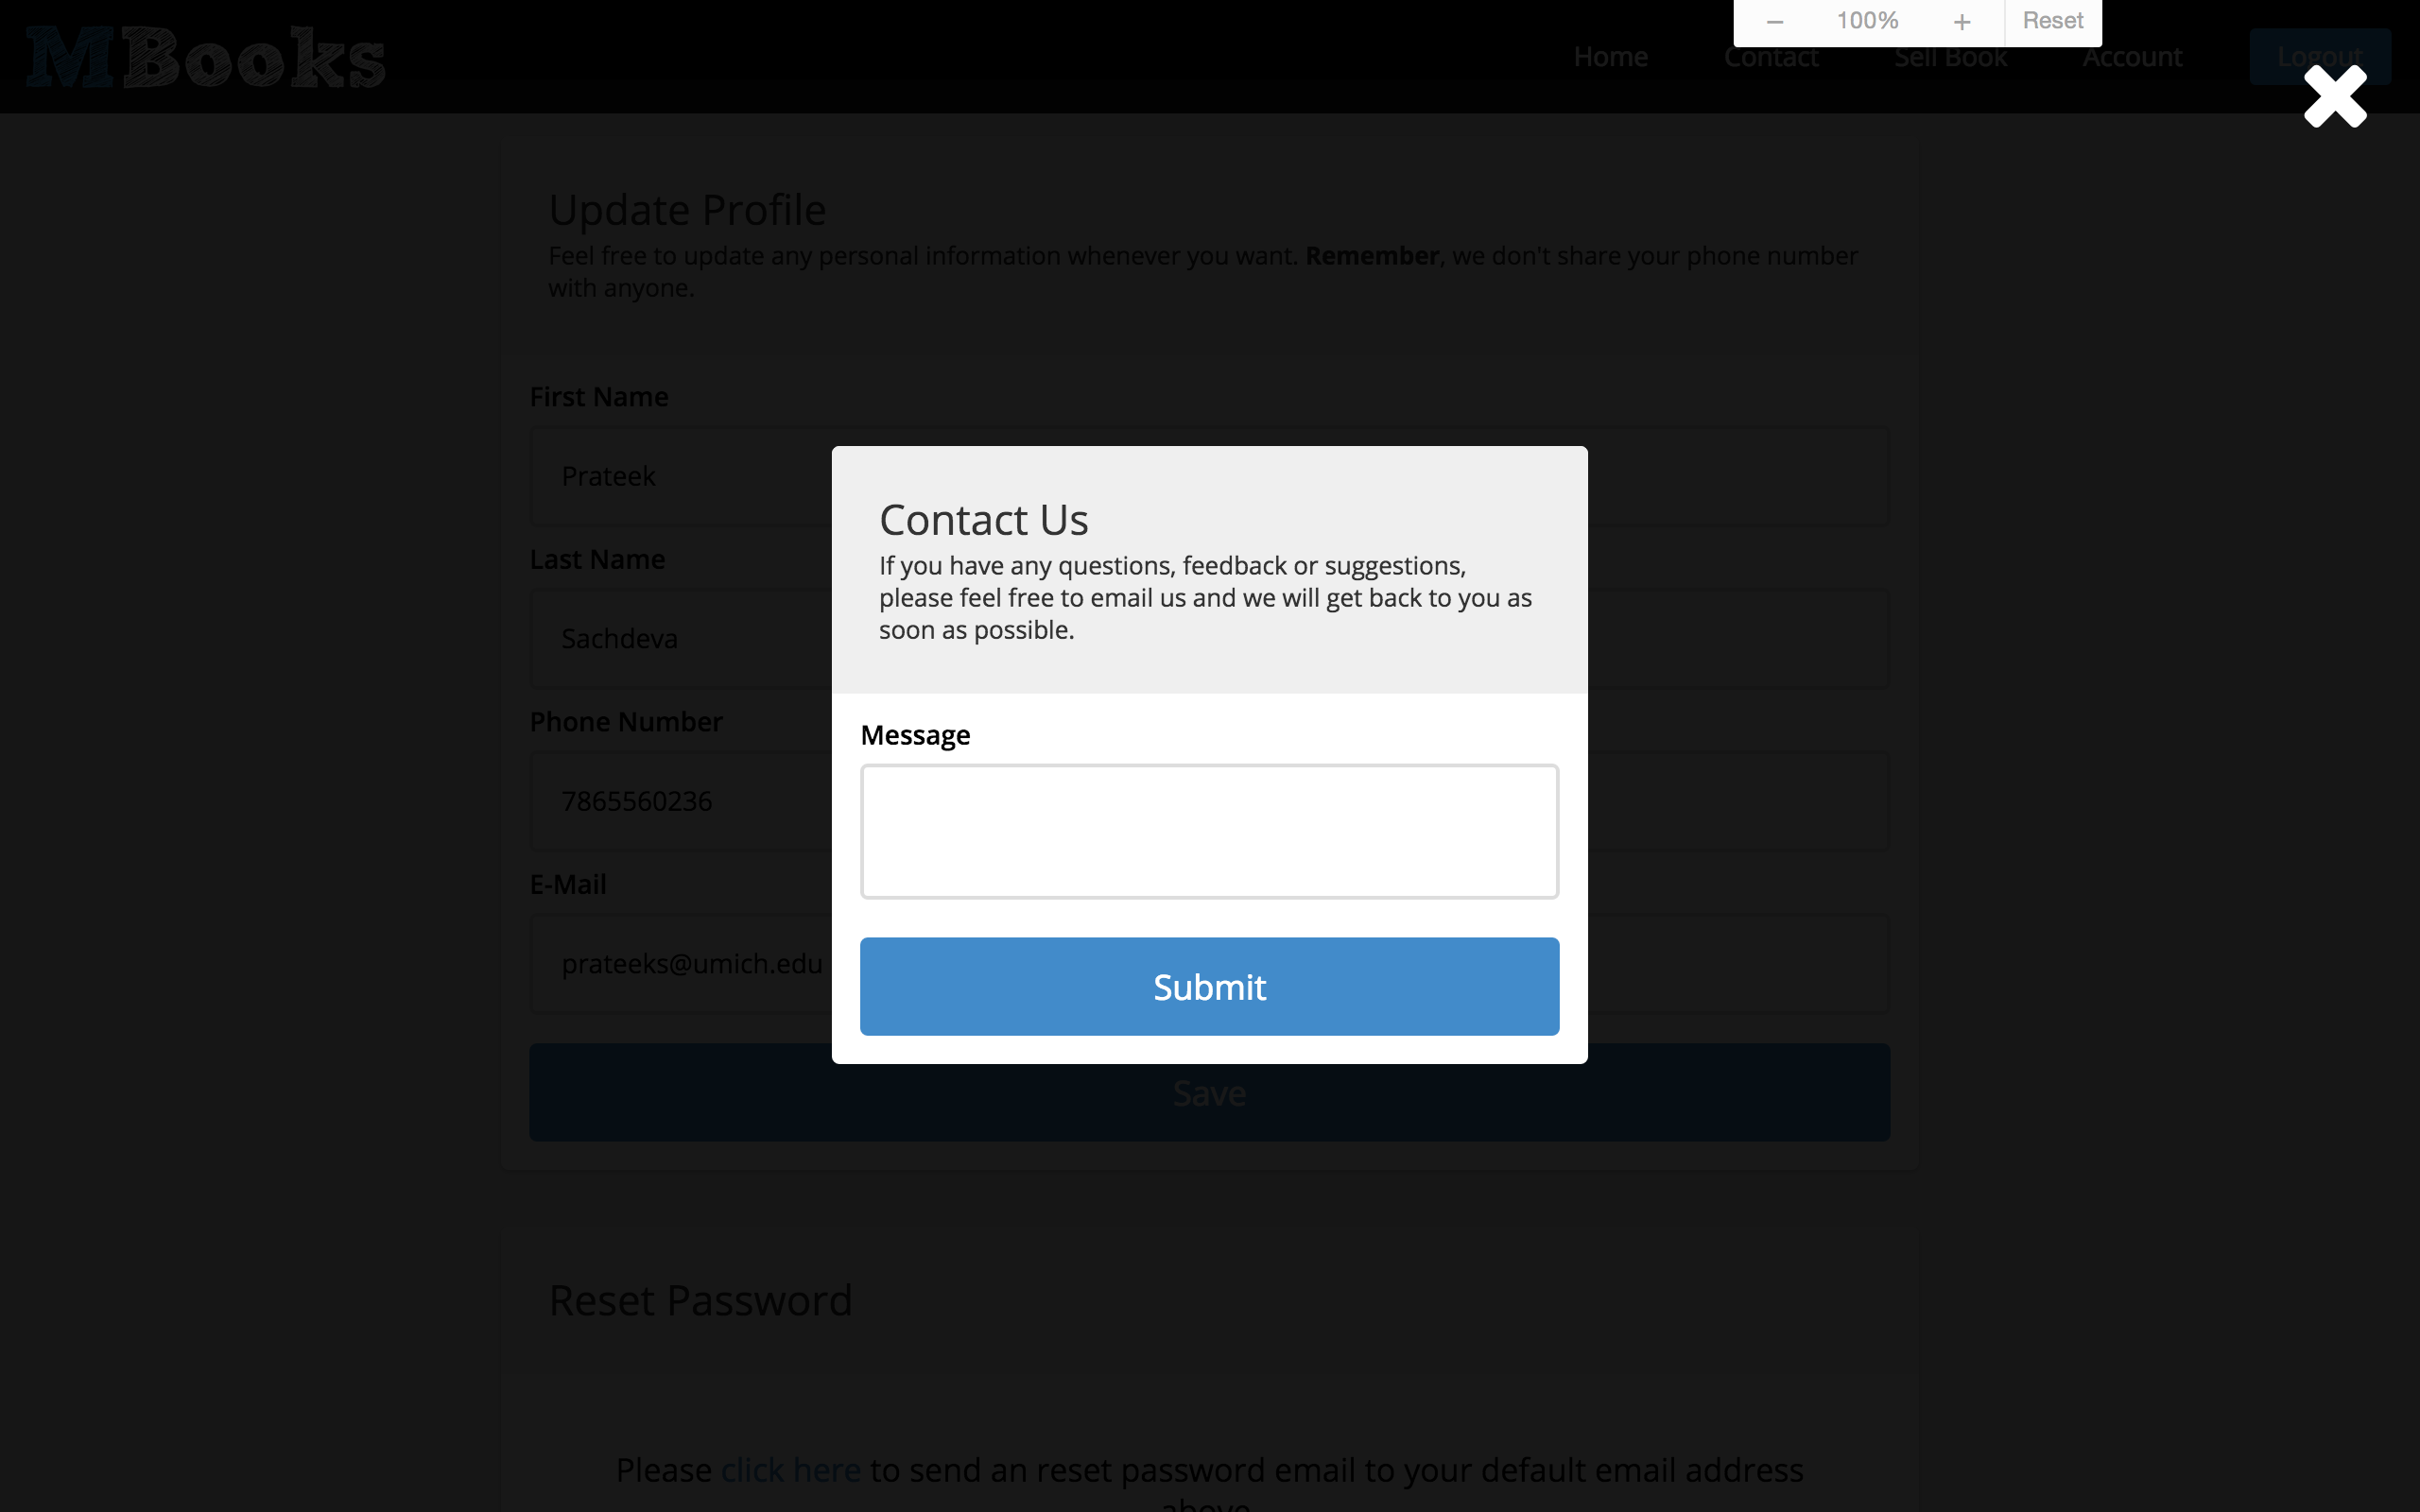 MBooks
Home Contact Sell Book Account Logout
− 100% + Reset
Update Profile
Feel free to update any personal information whenever you want. Remember, we don't share your phone number
with anyone.
First Name
Prateek
Last Name
Sachdeva
Phone Number
7865560236
E-Mail
prateeks@umich.edu
Save
Contact Us
If you have any questions, feedback or suggestions,
please feel free to email us and we will get back to you as
soon as possible.
Message
Submit
Reset Password
Please click here to send an reset password email to your default email address
above